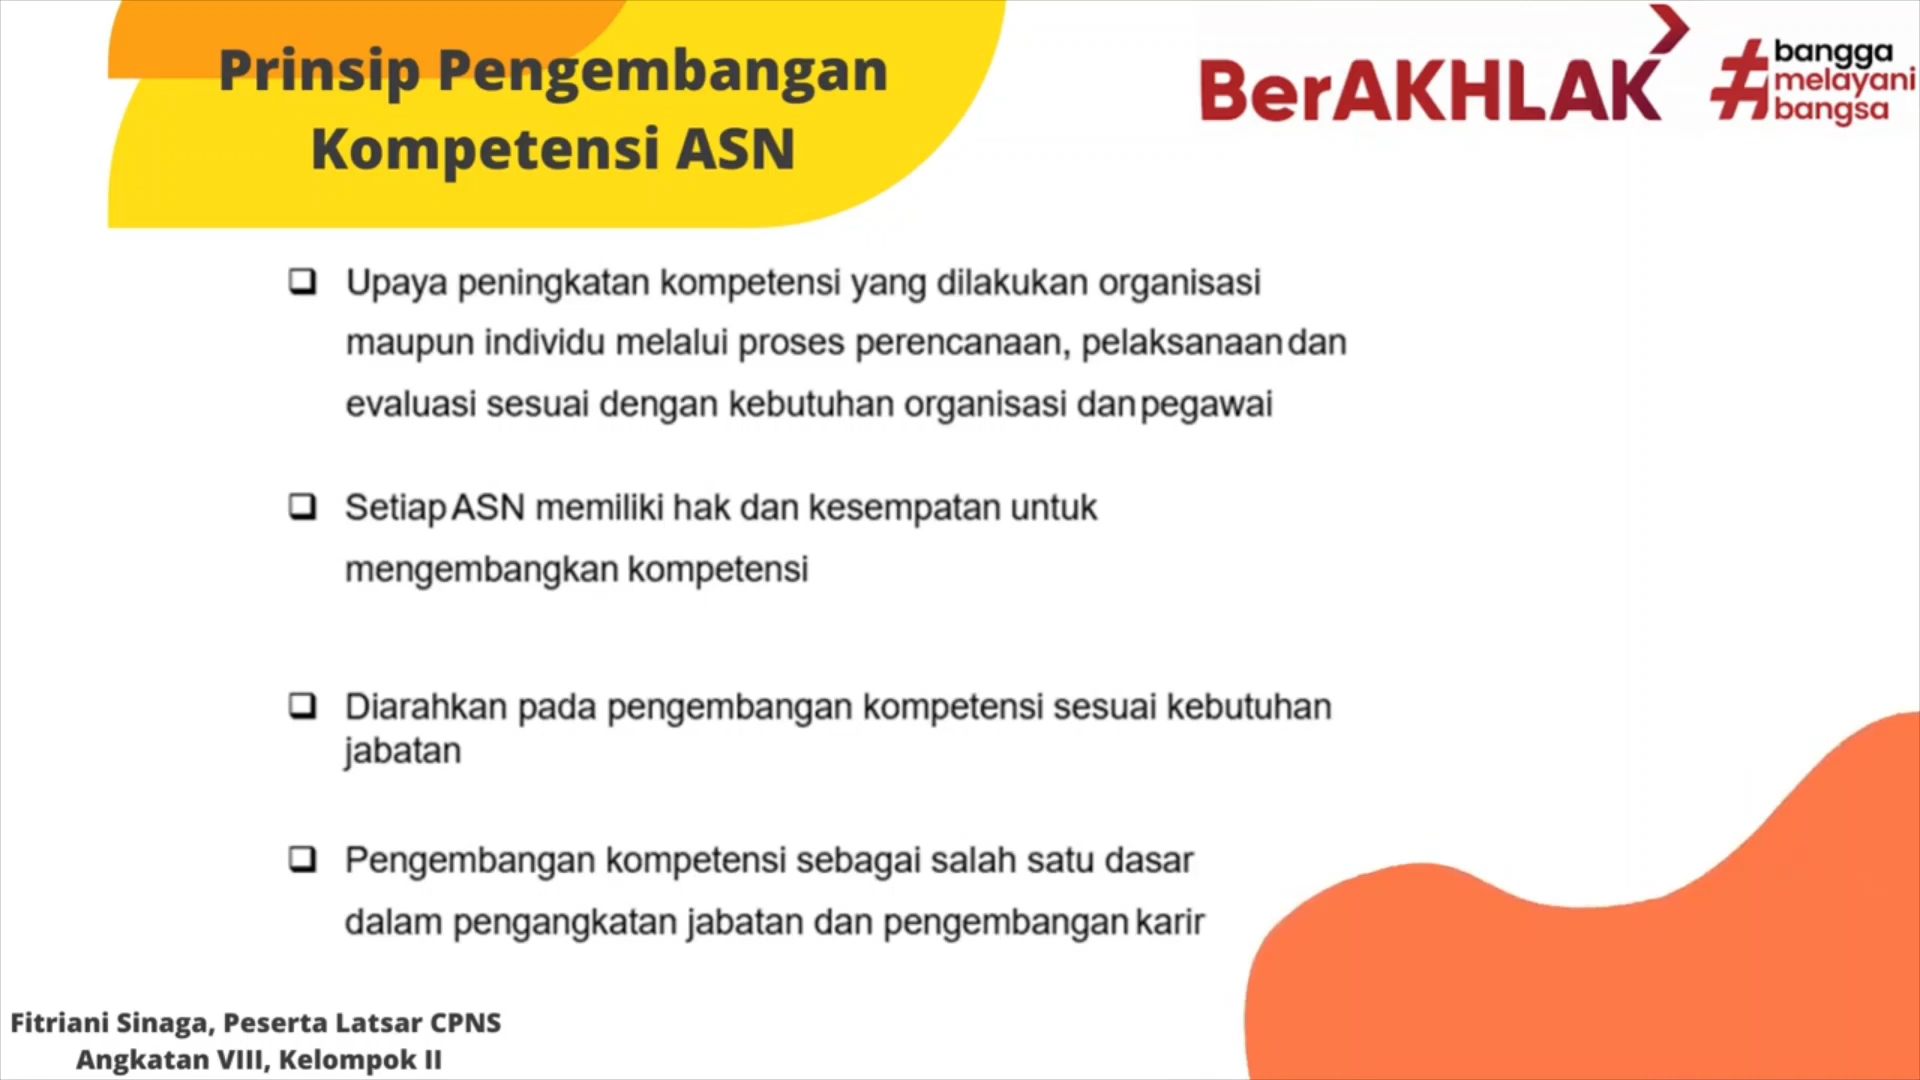 Prinsip Pengembangan
Kompetensi ASN
BerAKHLAK
#bangga
melayani
bangsa
❑ Upaya peningkatan kompetensi yang dilakukan organisasi
maupun individu melalui proses perencanaan, pelaksanaan dan
evaluasi sesuai dengan kebutuhan organisasi dan pegawai
❑ Setiap ASN memiliki hak dan kesempatan untuk
mengembangkan kompetensi
❑ Diarahkan pada pengembangan kompetensi sesuai kebutuhan
jabatan
❑ Pengembangan kompetensi sebagai salah satu dasar
dalam pengangkatan jabatan dan pengembangan karir
Fitriani Sinaga, Peserta Latsar CPNS
Angkatan VIII, Kelompok II